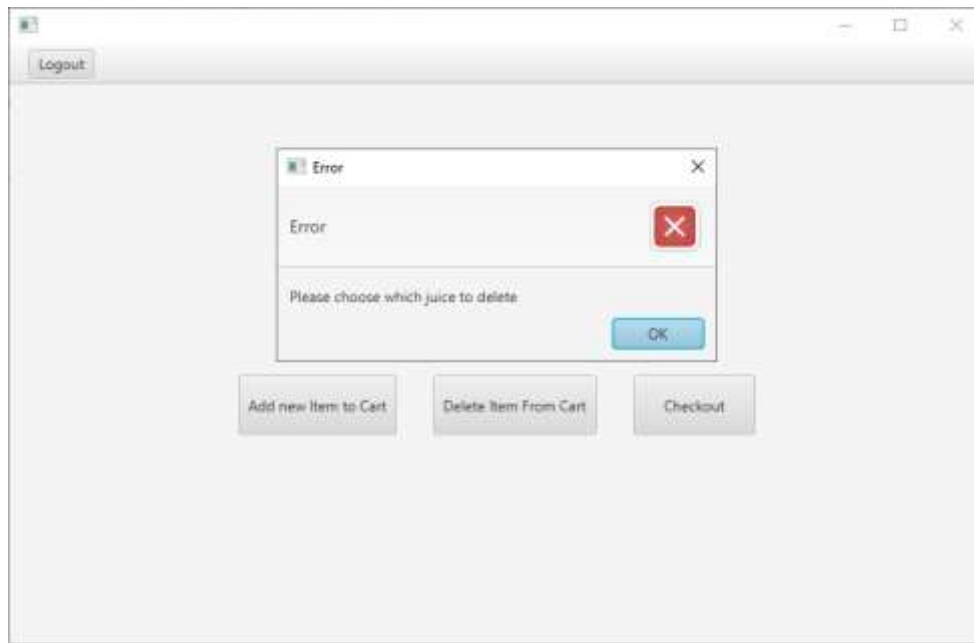 Logout
Error
Error
Please choose which juice to delete
OK
Add new Item to Cart
Delete Item From Cart
Checkout